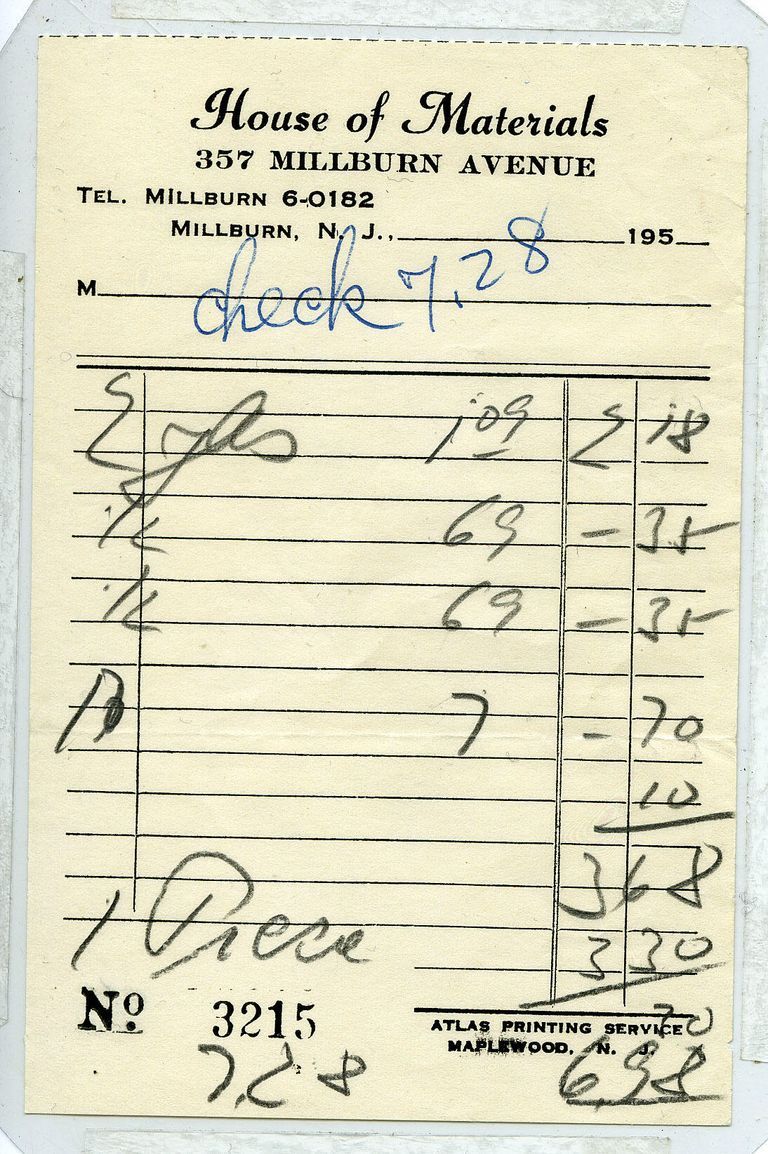 House of Materials
357 MILLBURN AVENUE
TEL. MILLBURN 6-0182
MILLBURN, N. J., 195
M check 7.28
2 yds 1.09 2 18
1/2 69 - 35
1/2 69 - 35
10 7 - 70
10
3 68
1 Piece 3 30
No 3215
ATLAS PRINTING SERVICE
MAPLEWOOD, N. J.
7.28 6.98